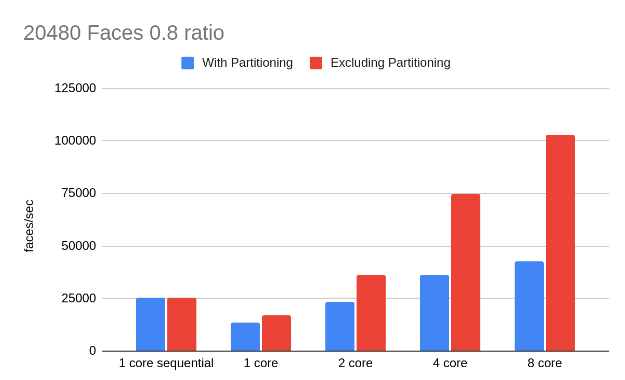 20480 Faces 0.8 ratio
With Partitioning Excluding Partitioning
125000
100000
75000
50000
25000
0
faces/sec
1 core sequential 1 core 2 core 4 core 8 core